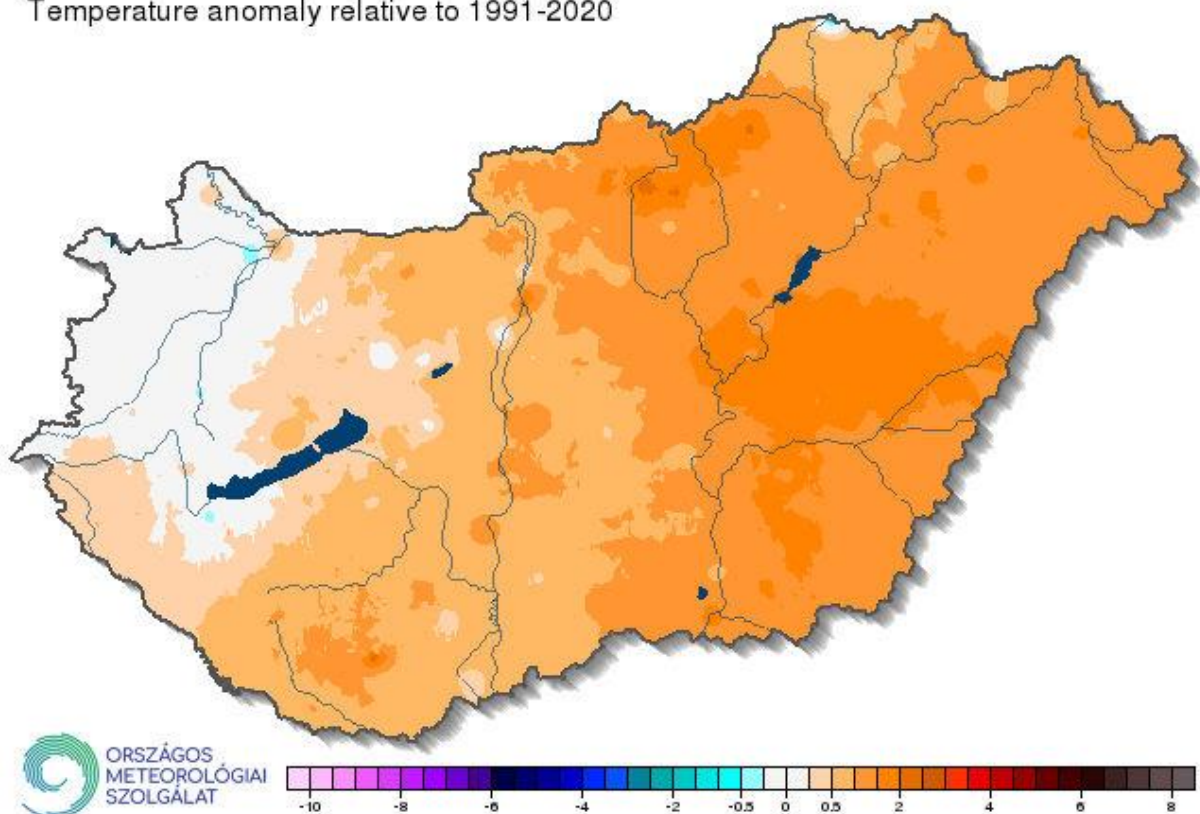 Temperature anomaly relative to 1991-2020
ORSZÁGOS
METEOROLÓGIAI
SZOLGÁLAT
-10 -8 -6 -4 -2 -0.5 0 0.5 2 4 6 8